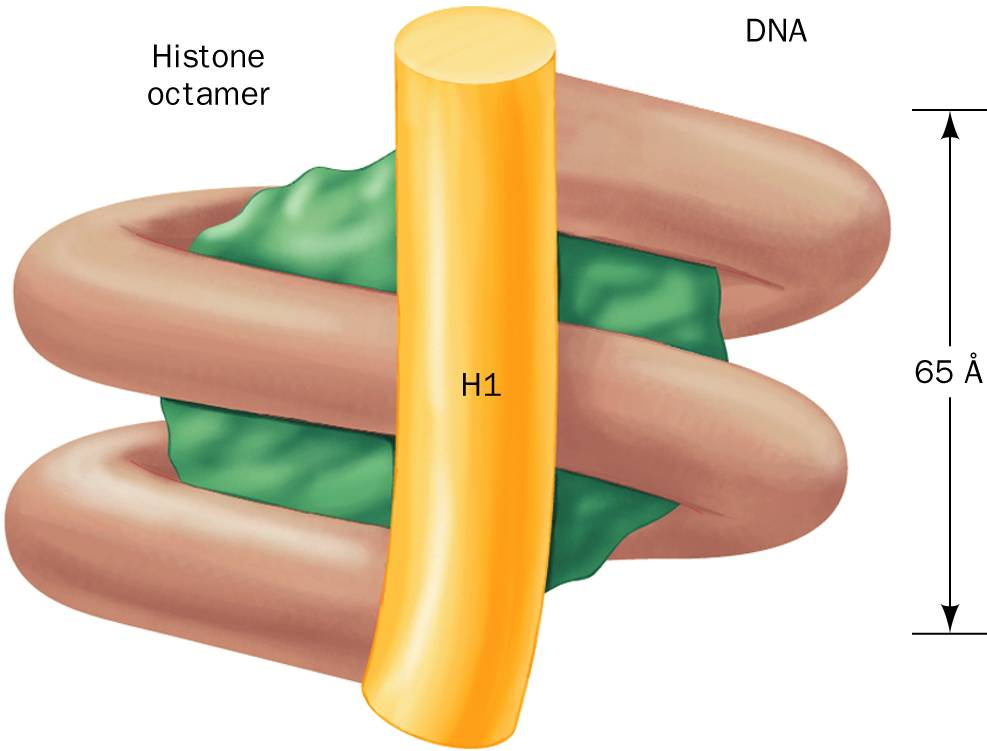 Histone
octamer
DNA
H1
65 Å